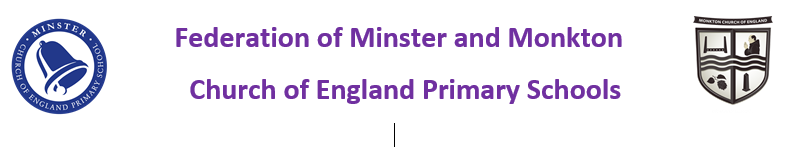 MINSTER
CHURCH OF ENGLAND PRIMARY SCHOOL
Federation of Minster and Monkton
Church of England Primary Schools
MONKTON CHURCH OF ENGLAND